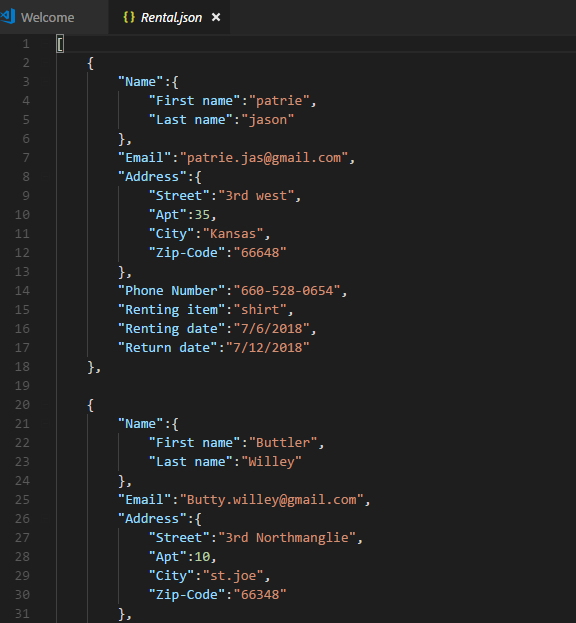 Welcome
{ } Rental.json ×
1 [
2 {
3 "Name":{
4 "First name":"patrie",
5 "Last name":"jason"
6 },
7 "Email":"patrie.jas@gmail.com",
8 "Address":{
9 "Street":"3rd west",
10 "Apt":35,
11 "City":"Kansas",
12 "Zip-Code":"66648"
13 },
14 "Phone Number":"660-528-0654",
15 "Renting item":"shirt",
16 "Renting date":"7/6/2018",
17 "Return date":"7/12/2018"
18 },
19
20 {
21 "Name":{
22 "First name":"Buttler",
23 "Last name":"Willey"
24 },
25 "Email":"Butty.willey@gmail.com",
26 "Address":{
27 "Street":"3rd Northmanglie",
28 "Apt":10,
29 "City":"st.joe",
30 "Zip-Code":"66348"
31 },